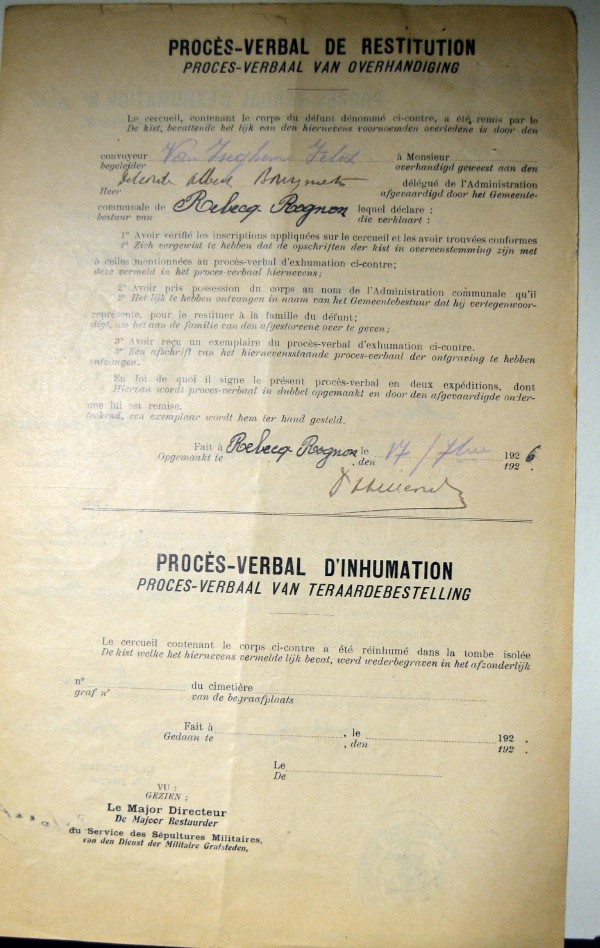 PROCÈS-VERBAL DE RESTITUTION
PROCES-VERBAAL VAN OVERHANDIGING
Le cercueil, contenant le corps du défunt dénommé ci-contre, a été remis par le
De kist, bevattende het lijk van den hiernevens voornoemden overledene is door den
convoyeur Van à Monsieur
begeleider overhandigd geweest aan den
Albert délégué de l'Administration
Heer afgevaardigd door het Gemeente-
communale de Rebecq-Rognon lequel déclare :
bestuur van die verklaart :
1° Avoir vérifié les inscriptions appliquées sur le cercueil et les avoir trouvées conformes
1° Zich vergewist te hebben dat de opschriften der kist in overeenstemming zijn met
à celles mentionnées au procès-verbal d'exhumation ci-contre;
deze vermeld in het proces-verbaal hiernevens;
2° Avoir pris possession du corps au nom de l'Administration communale qu'il
2° Het lijk te hebben ontvangen in naam van het Gemeentebestuur dat hij vertegenwoor-
représente, pour le restituer à la famille du défunt;
digt, om het aan de familie van den afgestorvene over te geven;
3° Avoir reçu un exemplaire du procès-verbal d'exhumation ci-contre.
3° Een afschrift van het hiernevensstaande proces-verbaal der ontgraving te hebben
ontvangen.
En foi de quoi il signe le présent procès-verbal en deux expéditions, dont
Hiervan wordt proces-verbaal in dubbel opgemaakt en door den afgevaardigde onder-
une lui est remise.
teekend, een exemplaar wordt hem ter hand gesteld.
Fait à Rebecq-Rognon le 17 / 7bre 1926
Opgemaakt te , den 192 .
PROCÈS-VERBAL D'INHUMATION
PROCES-VERBAAL VAN TERAARDEBESTELLING
Le cercueil contenant le corps ci-contre a été réinhumé dans la tombe isolée
De kist welke het hiernevens vermelde lijk bevat, werd wederbegraven in het afzonderlijk
n° du cimetière
graf n° van de begraafplaats
Fait à , le 192 .
Gedaan te , den 192 .
Le
De
VU :
GEZIEN :
Le Major Directeur
De Majoor Bestuurder
du Service des Sépultures Militaires,
van den Dienst der Militaire Grafsteden,